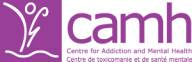 camh
Centre for Addiction and Mental Health
Centre de toxicomanie et de santé mentale